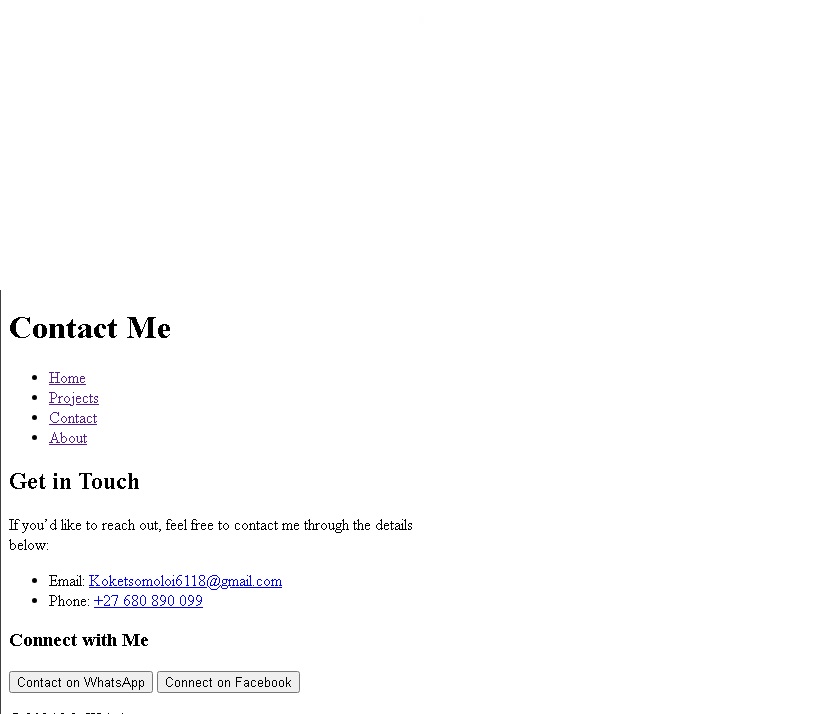 Contact Me
Home
Projects
Contact
About
Get in Touch
If you’d like to reach out, feel free to contact me through the details
below:
Email: Koketsomoloi6118@gmail.com
Phone: +27 680 890 099
Connect with Me
Contact on WhatsApp Connect on Facebook